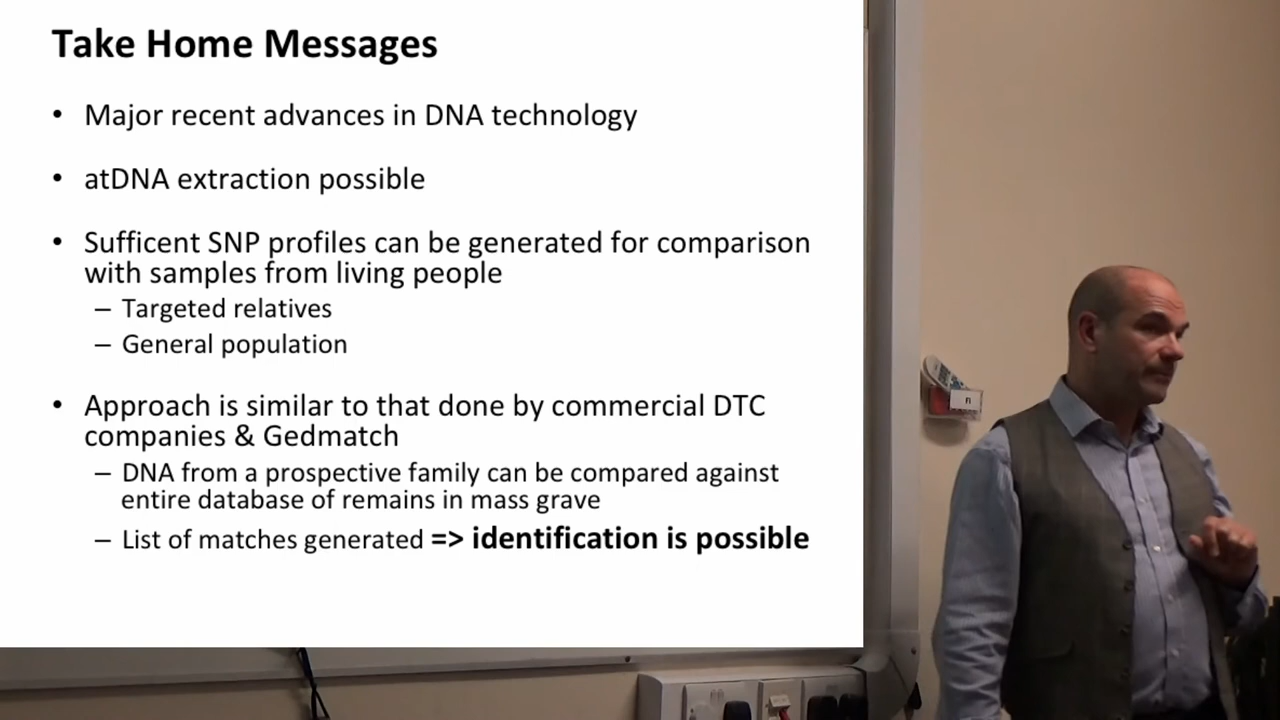 Take Home Messages
• Major recent advances in DNA technology
• atDNA extraction possible
• Sufficent SNP profiles can be generated for comparison
with samples from living people
– Targeted relatives
– General population
• Approach is similar to that done by commercial DTC
companies & Gedmatch
– DNA from a prospective family can be compared against
entire database of remains in mass grave
– List of matches generated => identification is possible